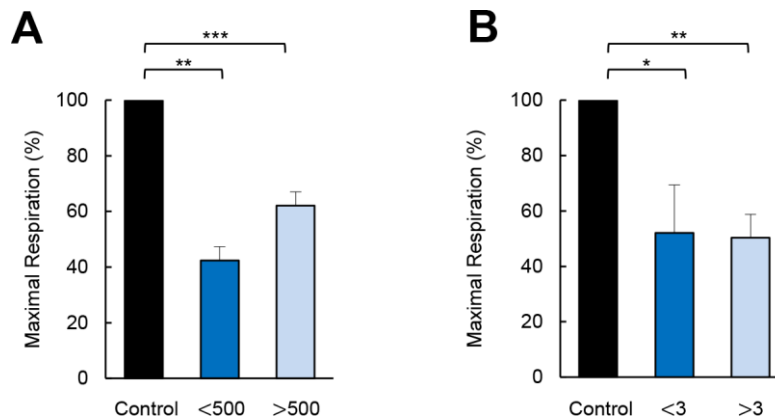 A
***
**
Maximal Respiration (%)
100
80
60
40
20
0
Control <500 >500
B
**
*
Maximal Respiration (%)
100
80
60
40
20
0
Control <3 >3